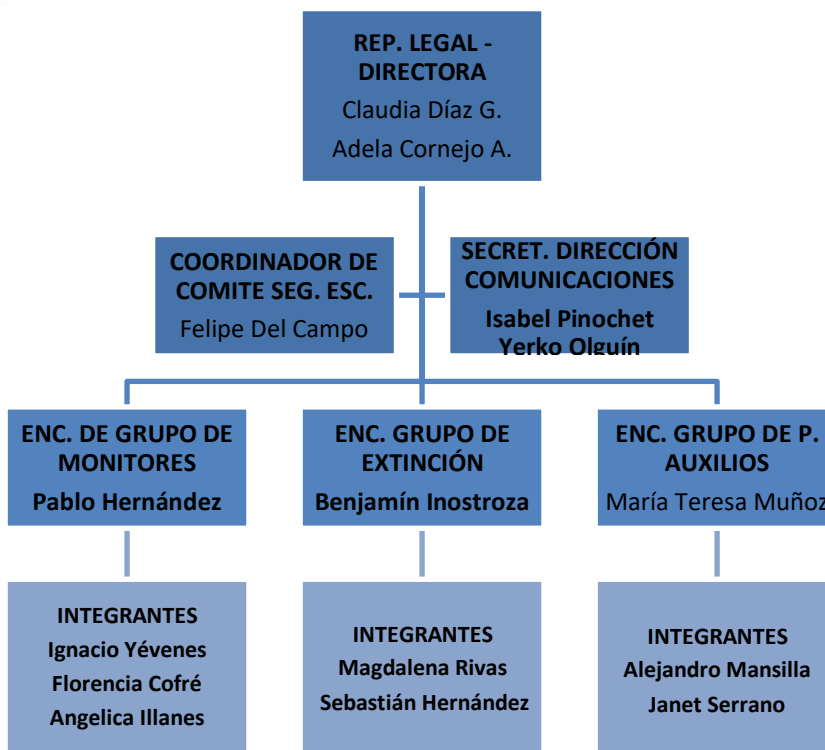 REP. LEGAL -
DIRECTORA
Claudia Díaz G.
Adela Cornejo A.
COORDINADOR DE
COMITE SEG. ESC.
Felipe Del Campo
SECRET. DIRECCIÓN
COMUNICACIONES
Isabel Pinochet
Yerko Olguín
ENC. DE GRUPO DE
MONITORES
Pablo Hernández
ENC. GRUPO DE
EXTINCIÓN
Benjamín Inostroza
ENC. GRUPO DE P.
AUXILIOS
María Teresa Muñoz
INTEGRANTES
Ignacio Yévenes
Florencia Cofré
Angelica Illanes
INTEGRANTES
Magdalena Rivas
Sebastián Hernández
INTEGRANTES
Alejandro Mansilla
Janet Serrano